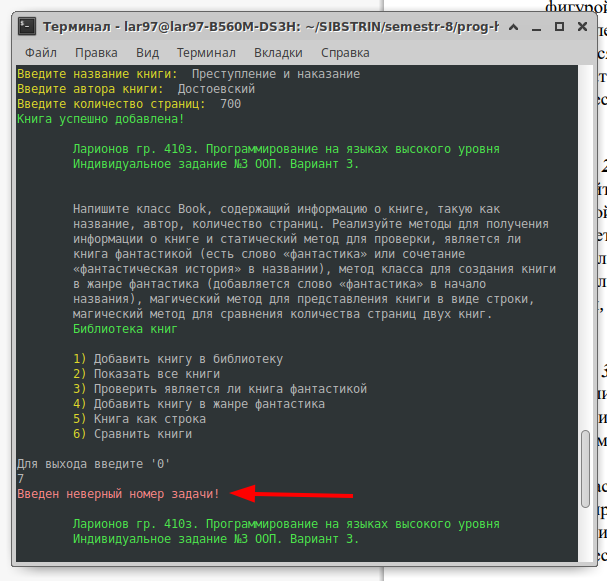 фигурой
Терминал - lar97@lar97-B560M-DS3H: ~/SIBSTRIN/semestr-8/prog-h
Файл Правка Вид Терминал Вкладки Справка
Введите название книги: Преступление и наказание
Введите автора книги: Достоевский
Введите количество страниц: 700
Книга успешно добавлена!
Ларионов гр. 410з. Программирование на языках высокого уровня
Индивидуальное задание №3 ООП. Вариант 3.
Напишите класс Book, содержащий информацию о книге, такую как
название, автор, количество страниц. Реализуйте методы для получения
информации о книге и статический метод для проверки, является ли
книга фантастикой (есть слово «фантастика» или сочетание
«фантастическая история» в названии), метод класса для создания книги
в жанре фантастика (добавляется слово «фантастика» в начало
названия), магический метод для представления книги в виде строки,
магический метод для сравнения количества страниц двух книг.
Библиотека книг
1) Добавить книгу в библиотеку
2) Показать все книги
3) Проверить является ли книга фантастикой
4) Добавить книгу в жанре фантастика
5) Книга как строка
6) Сравнить книги
Для выхода введите '0'
7
Введен неверный номер задачи!
Ларионов гр. 410з. Программирование на языках высокого уровня
Индивидуальное задание №3 ООП. Вариант 3.